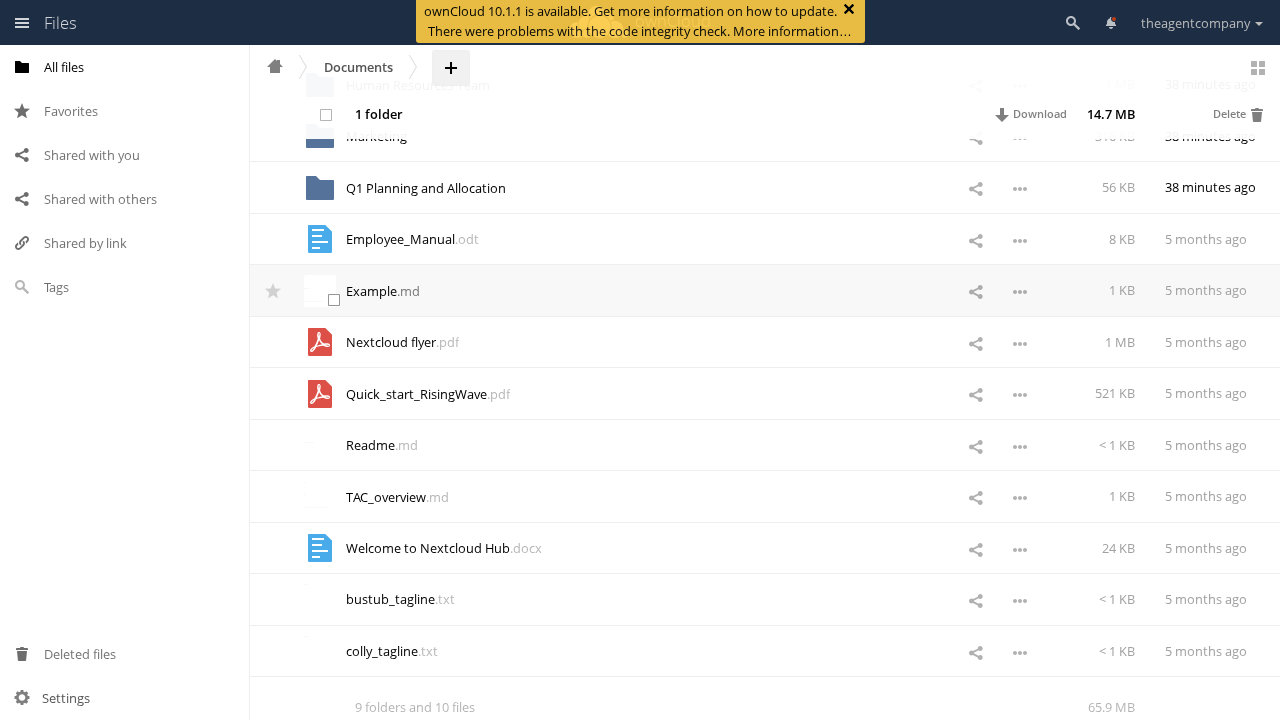 Files
ownCloud 10.1.1 is available. Get more information on how to update.
There were problems with the code integrity check. More information…
theagentcompany
All files
Favorites
Shared with you
Shared with others
Shared by link
Tags
Deleted files
Settings
Documents
Human Resources Team 38 minutes ago
1 folder Download 14.7 MB Delete
Marketing 38 minutes ago
Q1 Planning and Allocation 56 KB 38 minutes ago
Employee_Manual.odt 8 KB 5 months ago
Example.md 1 KB 5 months ago
Nextcloud flyer.pdf 1 MB 5 months ago
Quick_start_RisingWave.pdf 521 KB 5 months ago
Readme.md < 1 KB 5 months ago
TAC_overview.md 1 KB 5 months ago
Welcome to Nextcloud Hub.docx 24 KB 5 months ago
bustub_tagline.txt < 1 KB 5 months ago
colly_tagline.txt < 1 KB 5 months ago
9 folders and 10 files 65.9 MB